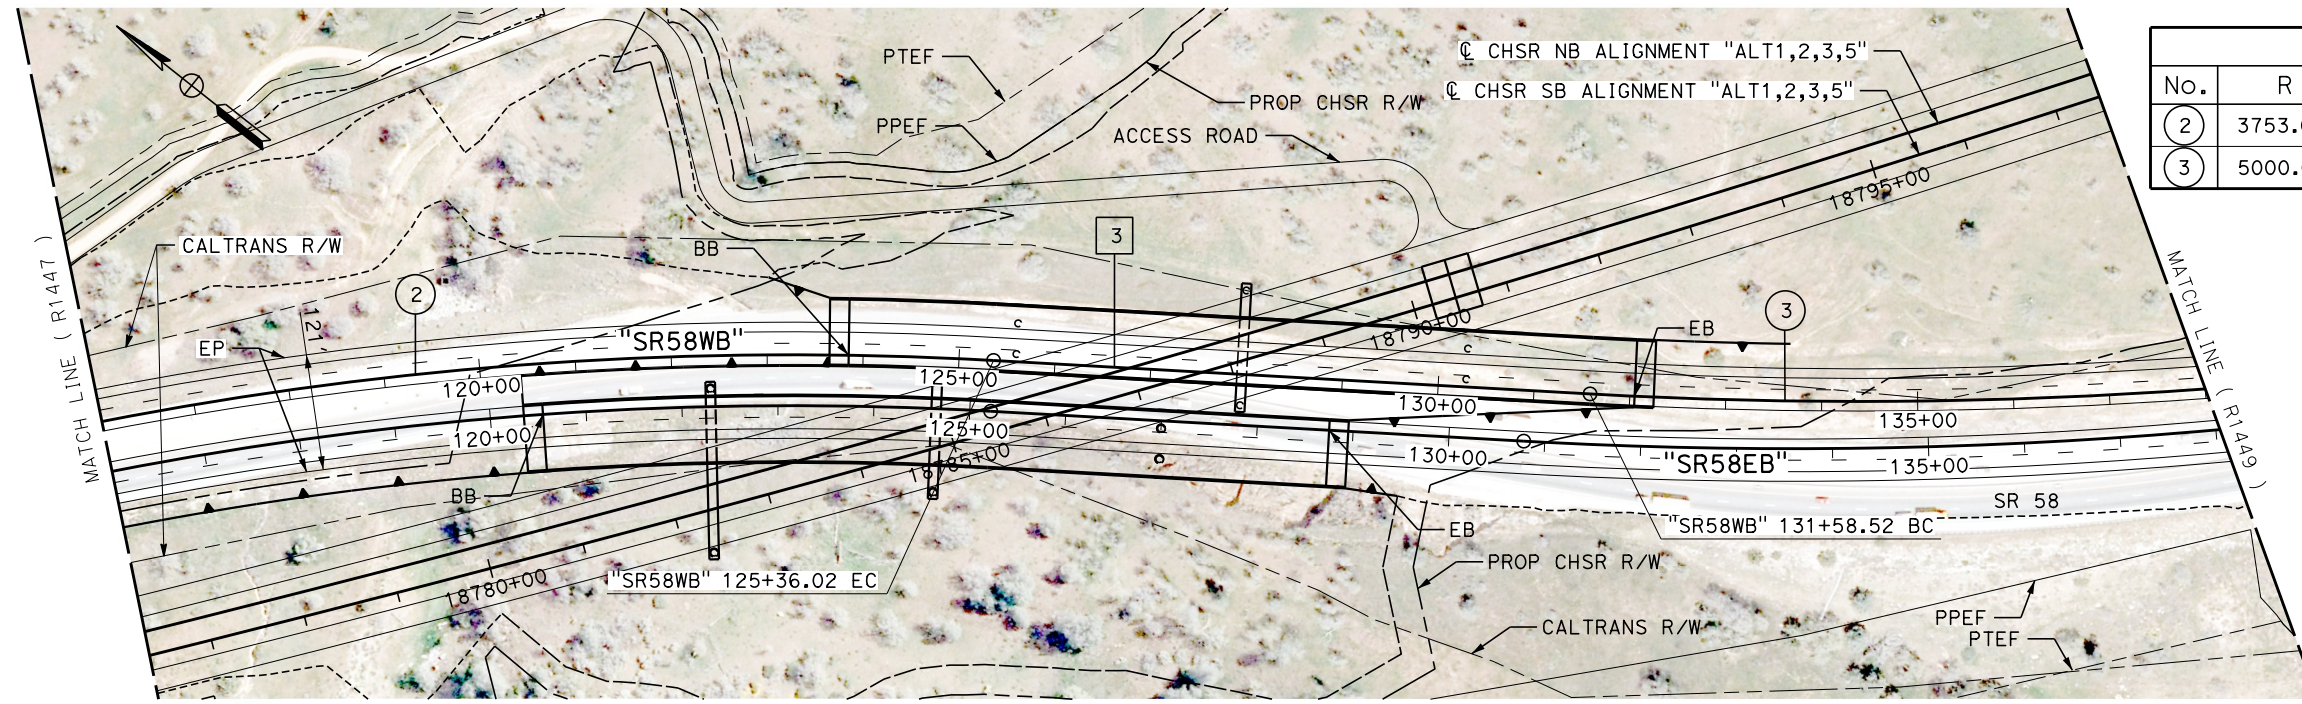 PTEF
℄ CHSR NB ALIGNMENT "ALT1,2,3,5"
℄ CHSR SB ALIGNMENT "ALT1,2,3,5"
No. R
2 3753.
3 5000.
PROP CHSR R/W
PPEF
ACCESS ROAD
18795+00
3
BB
CALTRANS R/W
MATCH LINE (R1447)
MATCH LINE (R1449)
2
3
121'
EP
"SR58WB"
18790+00
EB
120+00
125+00
130+00
135+00
120+00
125+00
130+00
"SR58EB"
135+00
BB
SR 58
EB
"SR58WB" 131+58.52 BC
18780+00
"SR58WB" 125+36.02 EC
PROP CHSR R/W
CALTRANS R/W
PPEF
PTEF